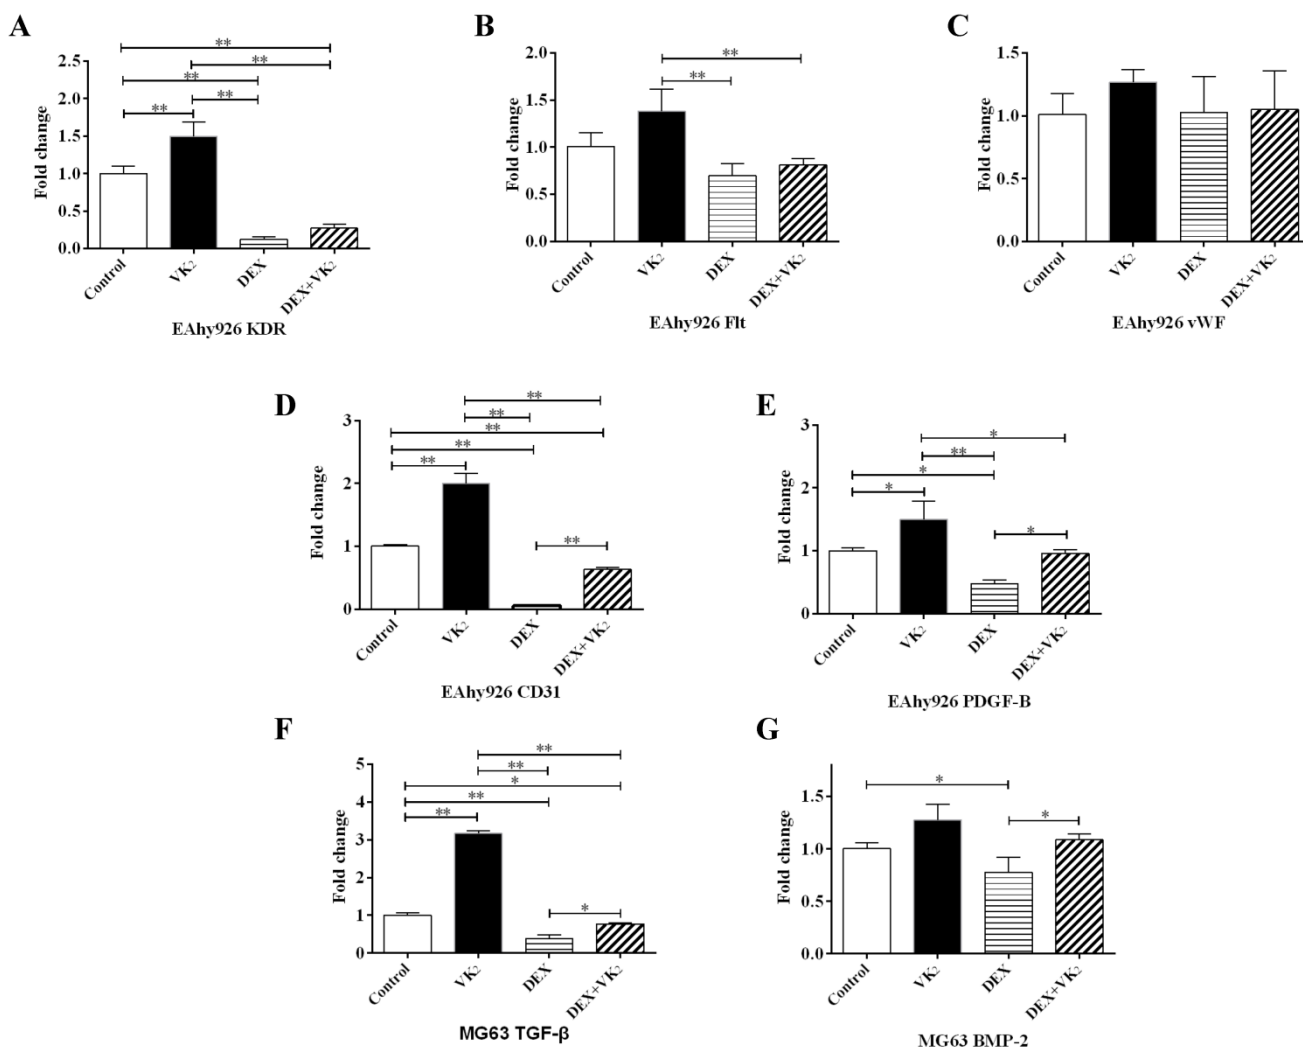 A
B
C
**
**
**
**
**
**
**
Fold change
2.5
2.0
1.5
1.0
0.5
0.0
Fold change
2.0
1.5
1.0
0.5
0.0
Fold change
1.5
1.0
0.5
0.0
Control
VK2
DEX
DEX+VK2
Control
VK2
DEX
DEX+VK2
Control
VK2
DEX
DEX+VK2
EAhy926 KDR
EAhy926 Flt
EAhy926 vWF
D
E
**
**
**
**
**
**
*
**
*
*
*
Fold change
3
2
1
0
Fold change
3
2
1
0
Control
VK2
DEX
DEX+VK2
Control
VK2
DEX
DEX+VK2
EAhy926 CD31
EAhy926 PDGF-B
F
G
**
**
*
**
**
*
*
*
Fold change
5
4
3
2
1
0
Fold change
1.5
1.0
0.5
0.0
Control
VK2
DEX
DEX+VK2
Control
VK2
DEX
DEX+VK2
MG63 TGF-β
MG63 BMP-2